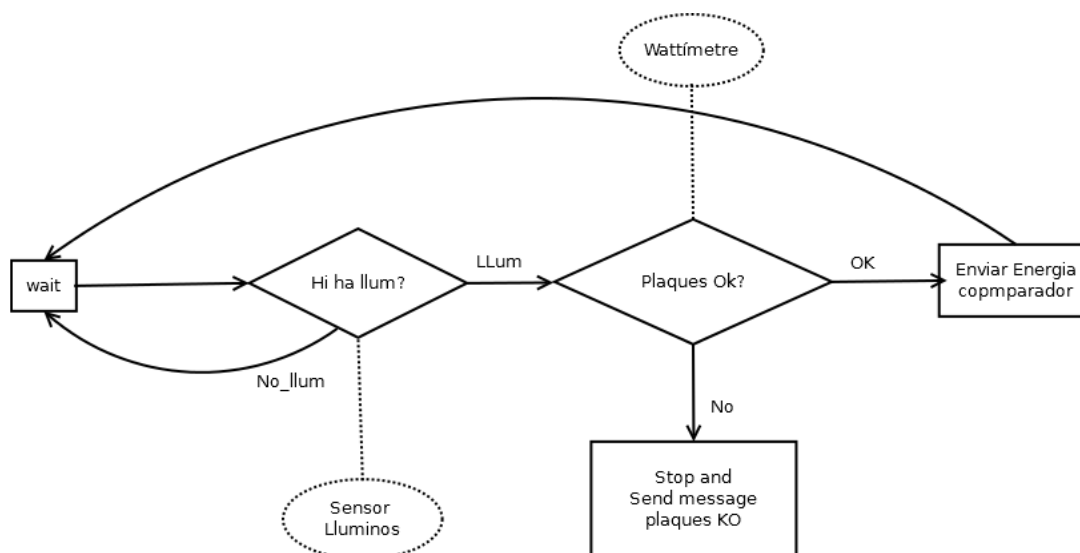 Wattímetre
wait
Hi ha llum?
LLum
Plaques Ok?
OK
Enviar Energia
copmparador
No_llum
No
Sensor
Lluminos
Stop and
Send message
plaques KO